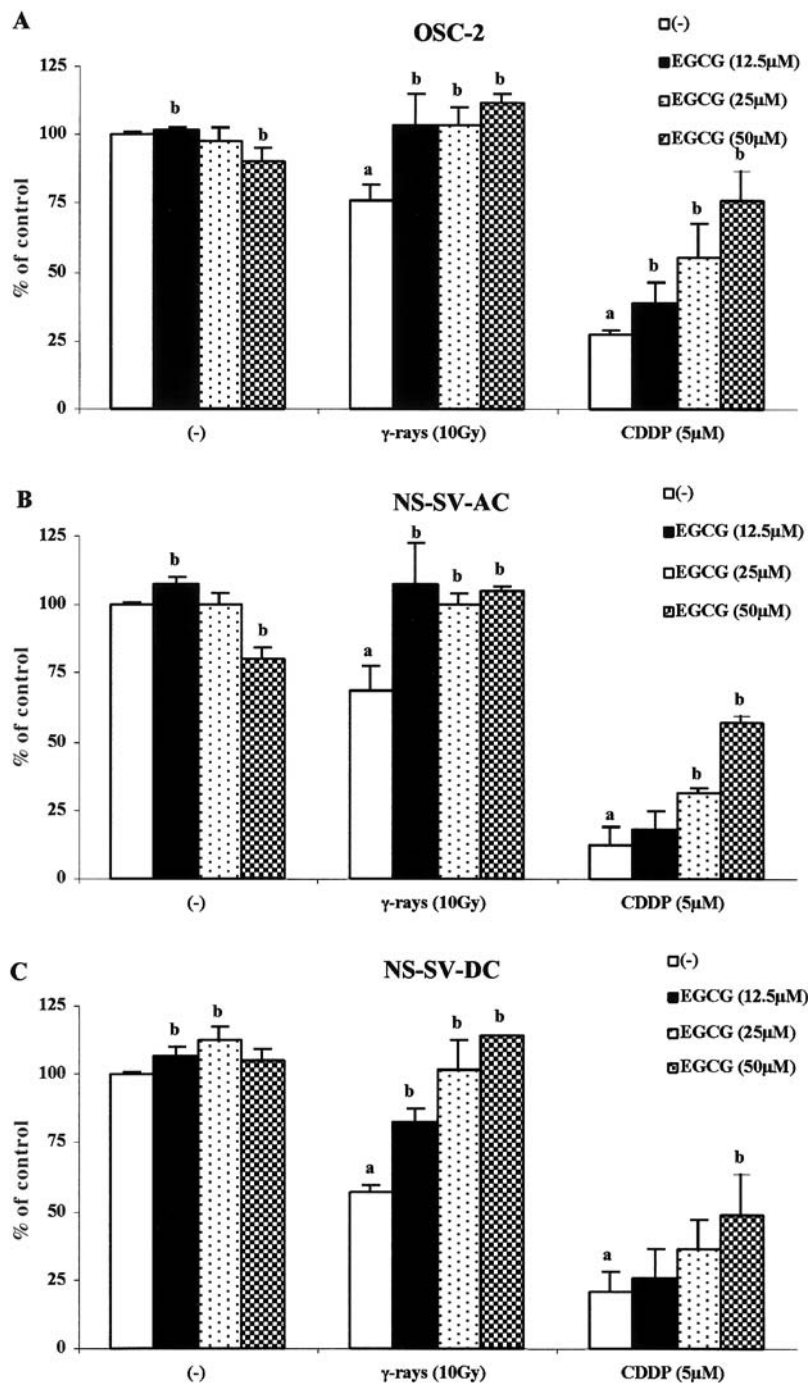 A
OSC-2
(-)
EGCG (12.5µM)
EGCG (25µM)
EGCG (50µM)
% of control
125
100
75
50
25
0
b
b
a
b
b
b
a
b
b
b
(-)
γ-rays (10Gy)
CDDP (5µM)
B
NS-SV-AC
(-)
EGCG (12.5µM)
EGCG (25µM)
EGCG (50µM)
% of control
125
100
75
50
25
0
b
b
a
b
b
b
a
b
b
(-)
γ-rays (10Gy)
CDDP (5µM)
C
NS-SV-DC
(-)
EGCG (12.5µM)
EGCG (25µM)
EGCG (50µM)
% of control
125
100
75
50
25
0
b
b
a
b
b
b
a
b
(-)
γ-rays (10Gy)
CDDP (5µM)